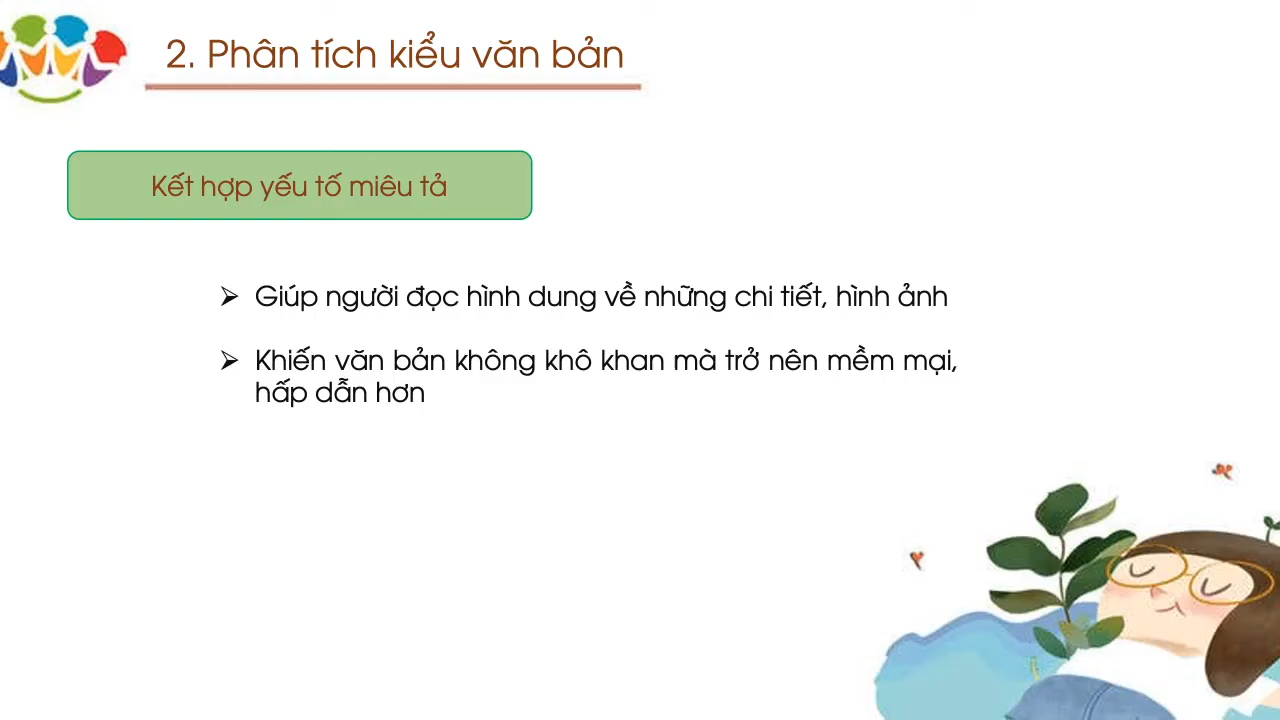 2. Phân tích kiểu văn bản
Kết hợp yếu tố miêu tả
➢ Giúp người đọc hình dung về những chi tiết, hình ảnh
➢ Khiến văn bản không khô khan mà trở nên mềm mại,
hấp dẫn hơn